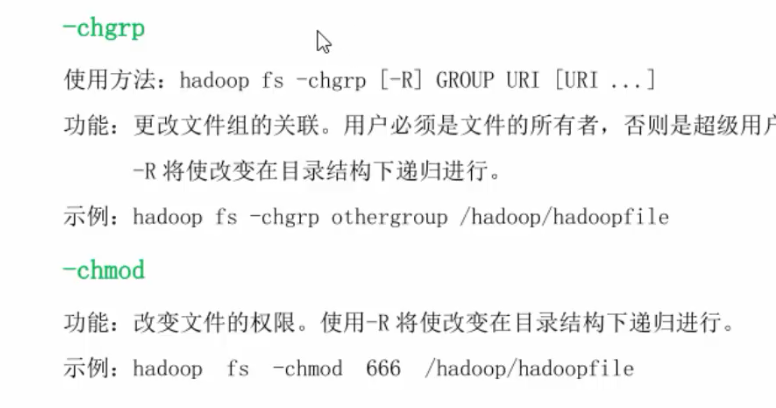 -chgrp
使用方法：hadoop fs -chgrp [-R] GROUP URI [URI ...]
功能：更改文件组的关联。用户必须是文件的所有者，否则是超级用户
-R 将使改变在目录结构下递归进行。
示例：hadoop fs -chgrp othergroup /hadoop/hadoopfile
-chmod
功能：改变文件的权限。使用-R 将使改变在目录结构下递归进行。
示例：hadoop fs -chmod 666 /hadoop/hadoopfile